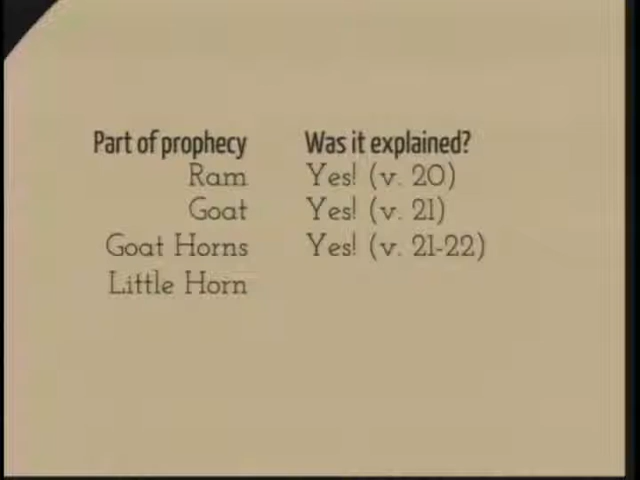 Part of prophecy Was it explained?
Ram Yes! (v. 20)
Goat Yes! (v. 21)
Goat Horns Yes! (v. 21-22)
Little Horn